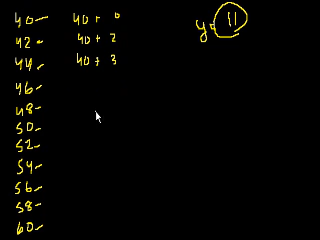 40- 40 + 0 y= 11
42- 40 + 2
44- 40 + 3
46-
48-
50-
52-
54-
56-
58-
60-